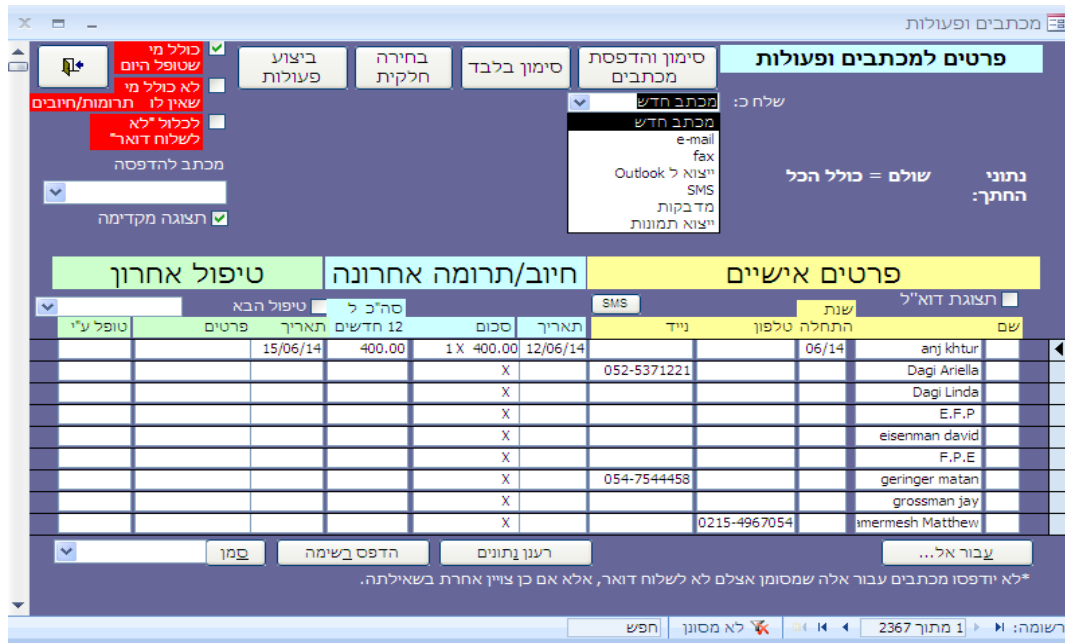 מכתבים ופעולות
פרטים למכתבים ופעולות
סימון והדפסת מכתבים
סימון בלבד
בחירה חלקית
ביצוע פעולות
כולל מי שטופל היום
לא כולל מי שאין לו תרומות/חיובים
לכלול "לא לשלוח דואר"
מכתב להדפסה
תצוגה מקדימה
שלח כ: מכתב חדש
מכתב חדש
e-mail
fax
ייצוא ל Outlook
SMS
מדבקות
ייצוא תמונות
נתוני החתך: שולם = כולל הכל
פרטים אישיים
חיוב/תרומה אחרונה
טיפול אחרון
תצוגת דוא"ל
SMS
טיפול הבא
שם שנת התחלה טלפון נייד תאריך סכום סה"כ ל 12 חדשים תאריך פרטים טופל ע"י
anj khtur 06/14 12/06/14 1 X 400.00 400.00 15/06/14
Dagi Ariella 052-5371221 X
Dagi Linda X
E.F.P X
eisenman david X
F.P.E X
geringer matan 054-7544458 X
grossman jay X
amermesh Matthew 0215-4967054 X
עבור אל...
רענן נתונים
הדפס רשימה
סמן
*לא יודפסו מכתבים עבור אלה שמסומן אצלם לא לשלוח דואר, אלא אם כן צויין אחרת בשאילתה.
רשומה: 1 מתוך 2367 לא מסונן חפש